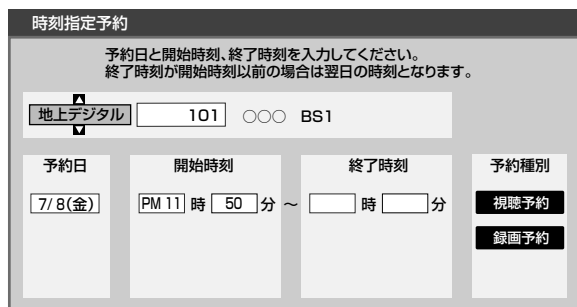 時刻指定予約
予約日と開始時刻、終了時刻を入力してください。
終了時刻が開始時刻以前の場合は翌日の時刻となります。
地上デジタル 101 ○○○ BS1
予約日 開始時刻 終了時刻 予約種別
7/ 8(金) PM 11 時 50 分 ~ 時 分 視聴予約
録画予約